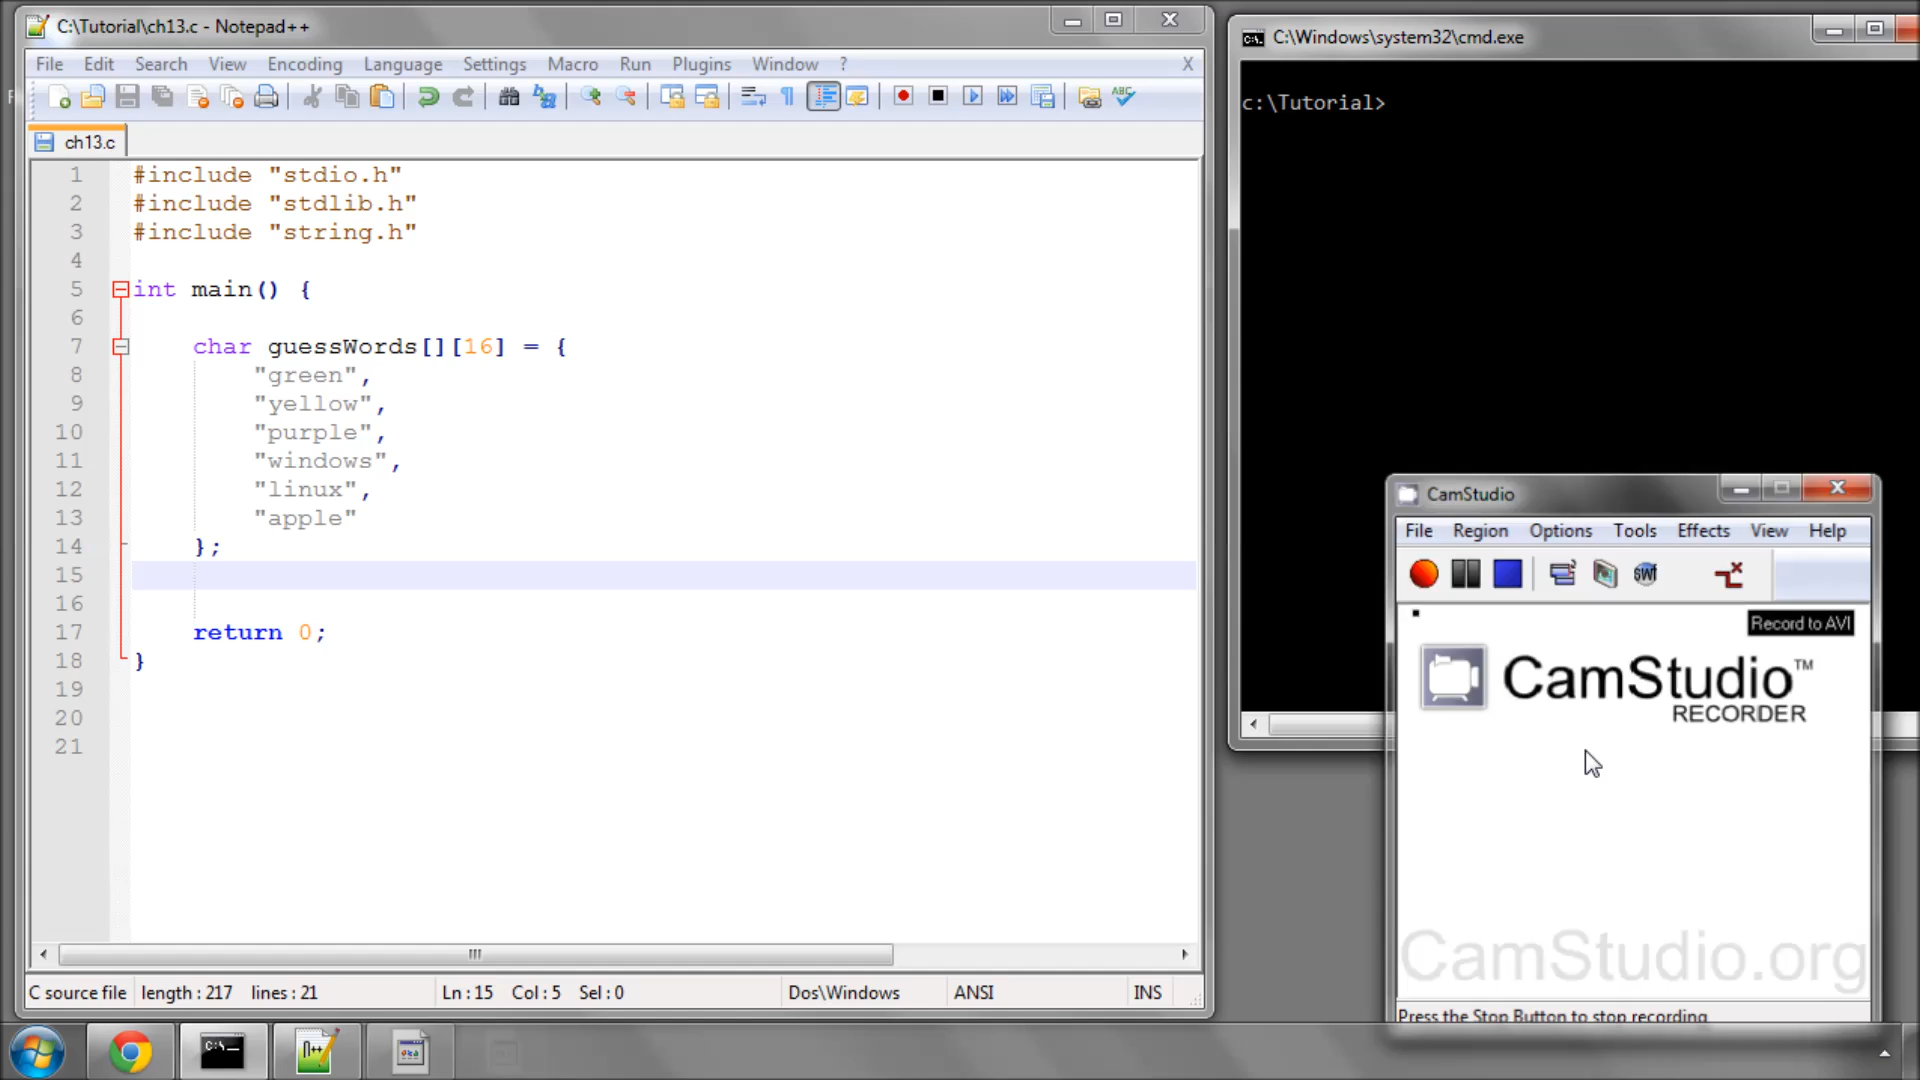 C:\Tutorial\ch13.c - Notepad++
File Edit Search View Encoding Language Settings Macro Run Plugins Window ? X
ABC
ch13.c
1 #include "stdio.h"
2 #include "stdlib.h"
3 #include "string.h"
4
5 int main() {
6
7 char guessWords[][16] = {
8 "green",
9 "yellow",
10 "purple",
11 "windows",
12 "linux",
13 "apple"
14 };
15
16
17 return 0;
18 }
19
20
21
C source file length : 217 lines : 21 Ln : 15 Col : 5 Sel : 0 Dos\Windows ANSI INS
C:\Windows\system32\cmd.exe
c:\Tutorial>
CamStudio
File Region Options Tools Effects View Help
SWF
Record to AVI
CamStudio™
RECORDER
CamStudio.org
Press the Stop Button to stop recording